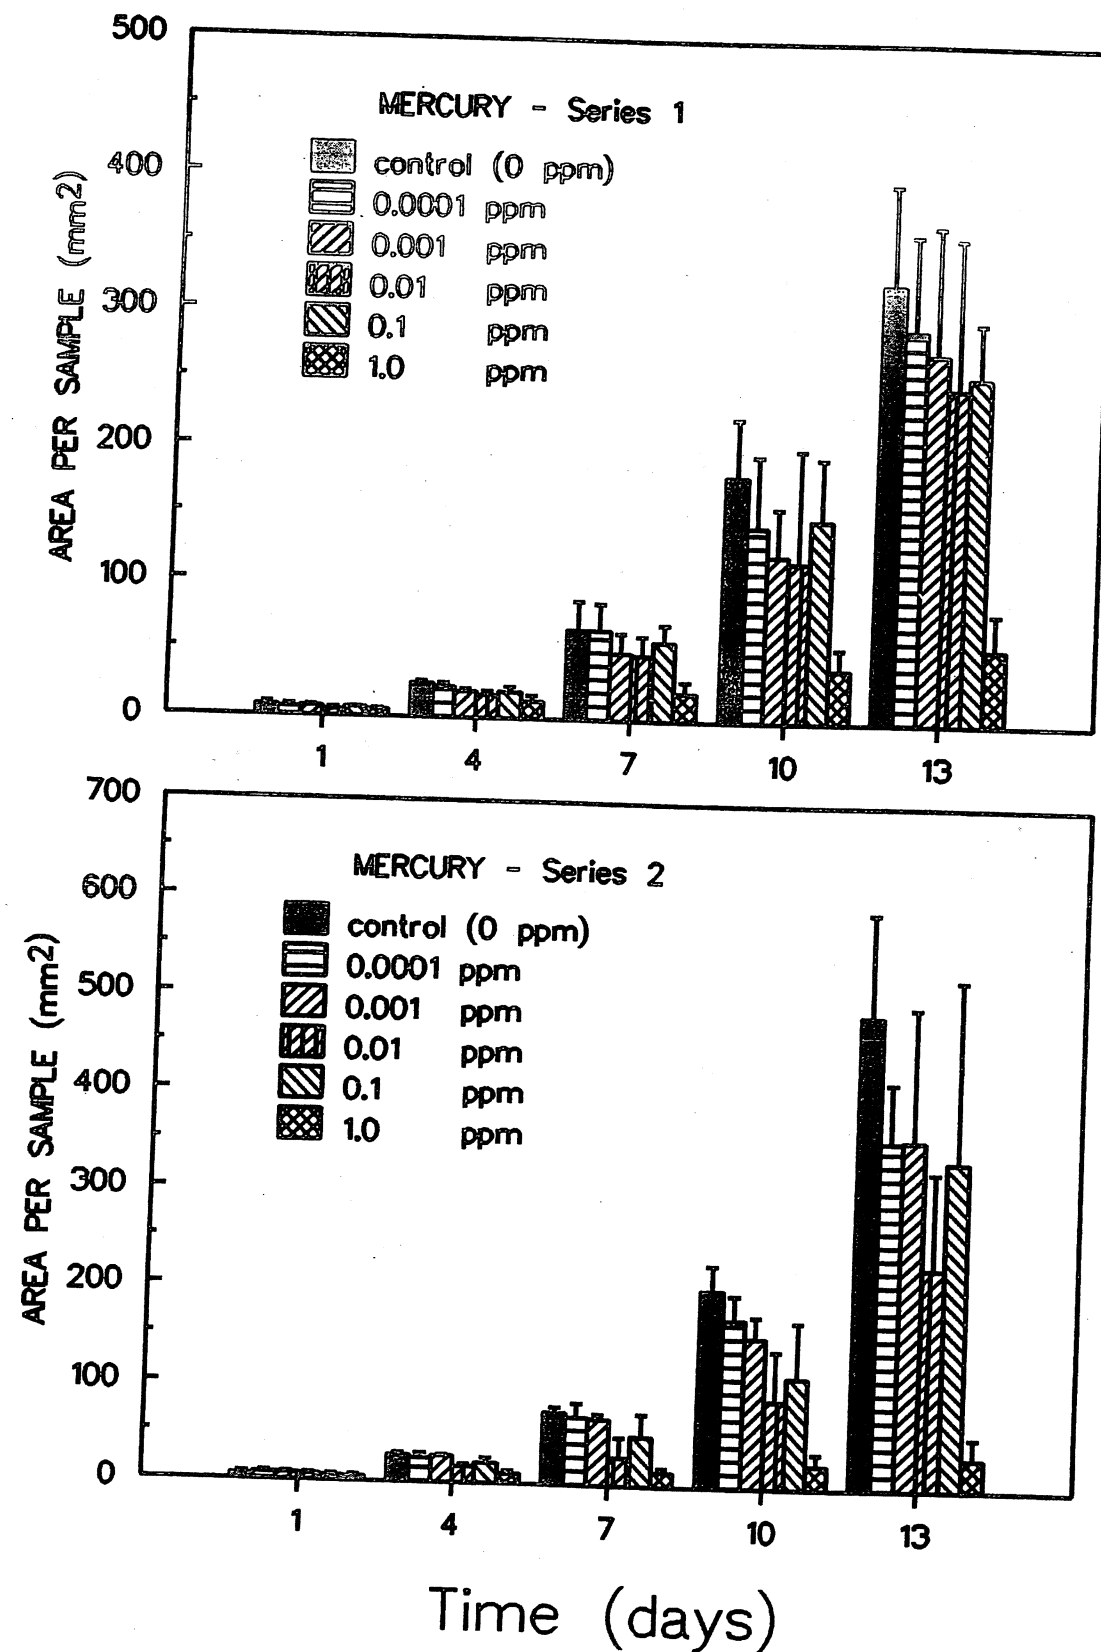 500
400
300
200
100
0
AREA PER SAMPLE (mm2)
MERCURY - Series 1
control (0 ppm)
0.0001 ppm
0.001 ppm
0.01 ppm
0.1 ppm
1.0 ppm
1 4 7 10 13
700
600
500
400
300
200
100
0
AREA PER SAMPLE (mm2)
MERCURY - Series 2
control (0 ppm)
0.0001 ppm
0.001 ppm
0.01 ppm
0.1 ppm
1.0 ppm
1 4 7 10 13
Time (days)